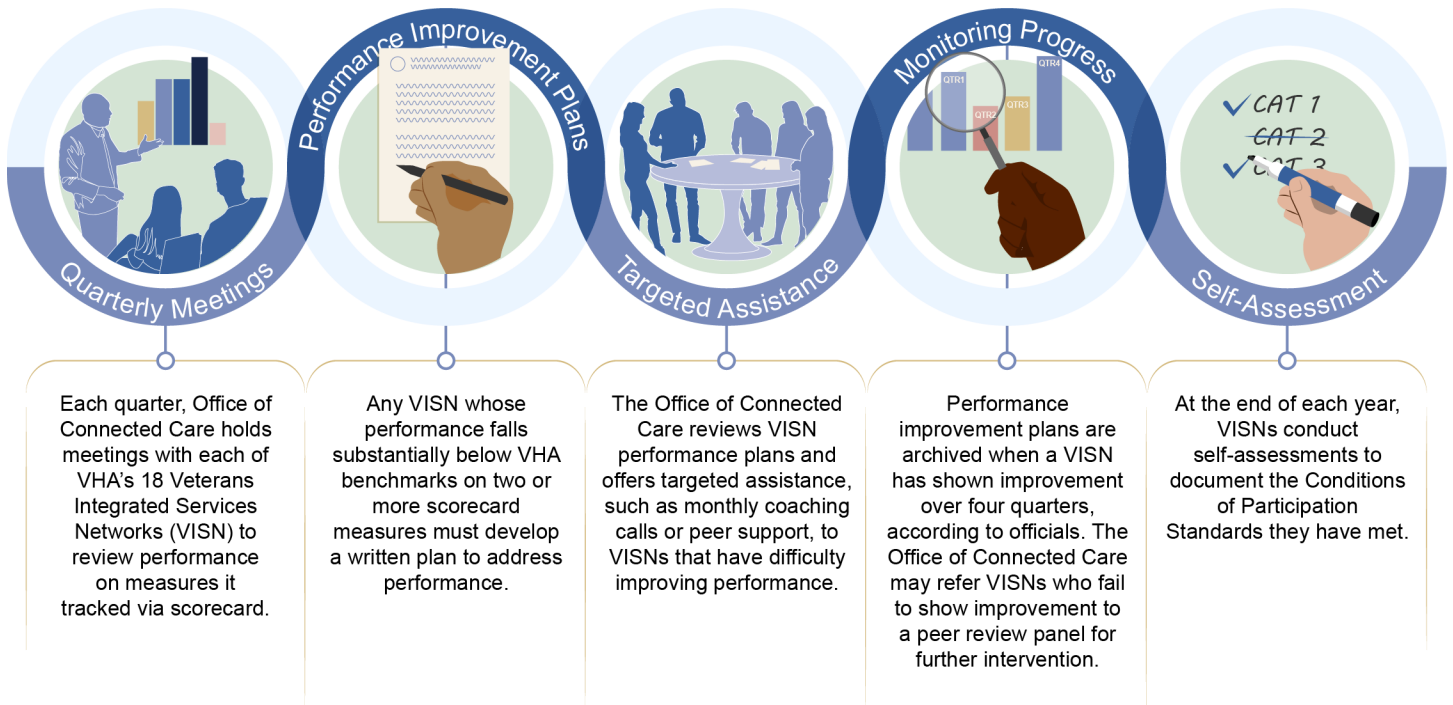 Quarterly Meetings
Performance Improvement Plans
Targeted Assistance
Monitoring Progress
Self-Assessment
QTR1
QTR2
QTR3
QTR4
CAT 1
CAT 2
CAT 3
Each quarter, Office of
Connected Care holds
meetings with each of
VHA’s 18 Veterans
Integrated Services
Networks (VISN) to
review performance
on measures it
tracked via scorecard.
Any VISN whose
performance falls
substantially below VHA
benchmarks on two or
more scorecard
measures must develop
a written plan to address
performance.
The Office of Connected
Care reviews VISN
performance plans and
offers targeted assistance,
such as monthly coaching
calls or peer support, to
VISNs that have difficulty
improving performance.
Performance
improvement plans are
archived when a VISN
has shown improvement
over four quarters,
according to officials. The
Office of Connected Care
may refer VISNs who fail
to show improvement to
a peer review panel for
further intervention.
At the end of each year,
VISNs conduct
self-assessments to
document the Conditions
of Participation
Standards they have met.